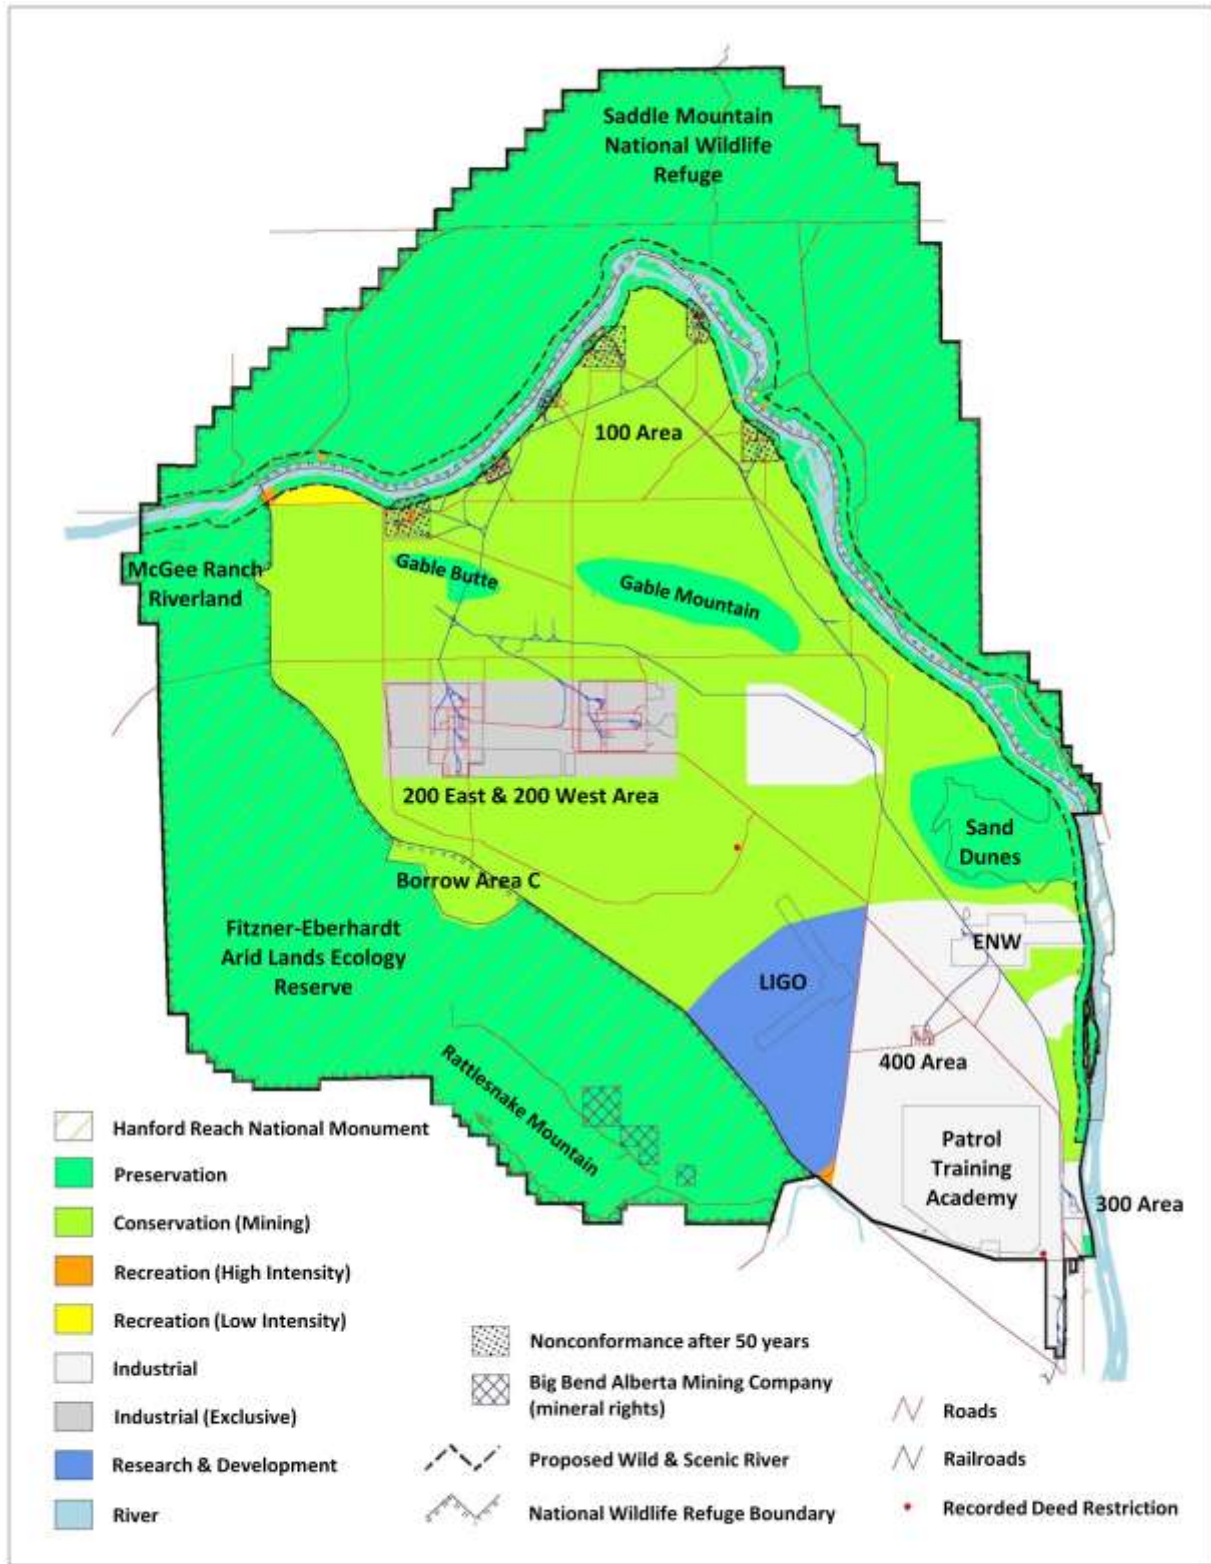 Saddle Mountain
National Wildlife
Refuge
100 Area
McGee Ranch
Riverland
Gable Butte
Gable Mountain
200 East & 200 West Area
Sand
Dunes
Borrow Area C
Fitzner-Eberhardt
Arid Lands Ecology
Reserve
ENW
LIGO
400 Area
Rattlesnake Mountain
Patrol
Training
Academy
300 Area
Hanford Reach National Monument
Preservation
Conservation (Mining)
Recreation (High Intensity)
Recreation (Low Intensity)
Industrial
Industrial (Exclusive)
Research & Development
River
Nonconformance after 50 years
Big Bend Alberta Mining Company
(mineral rights)
Proposed Wild & Scenic River
National Wildlife Refuge Boundary
Roads
Railroads
Recorded Deed Restriction